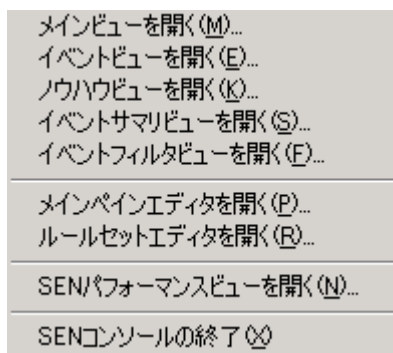 メインビューを開く(M)...
イベントビューを開く(E)...
ノウハウビューを開く(K)...
イベントサマリビューを開く(S)...
イベントフィルタビューを開く(F)...
メインペインエディタを開く(P)...
ルールセットエディタを開く(R)...
SENパフォーマンスビューを開く(N)...
SENコンソールの終了(X)